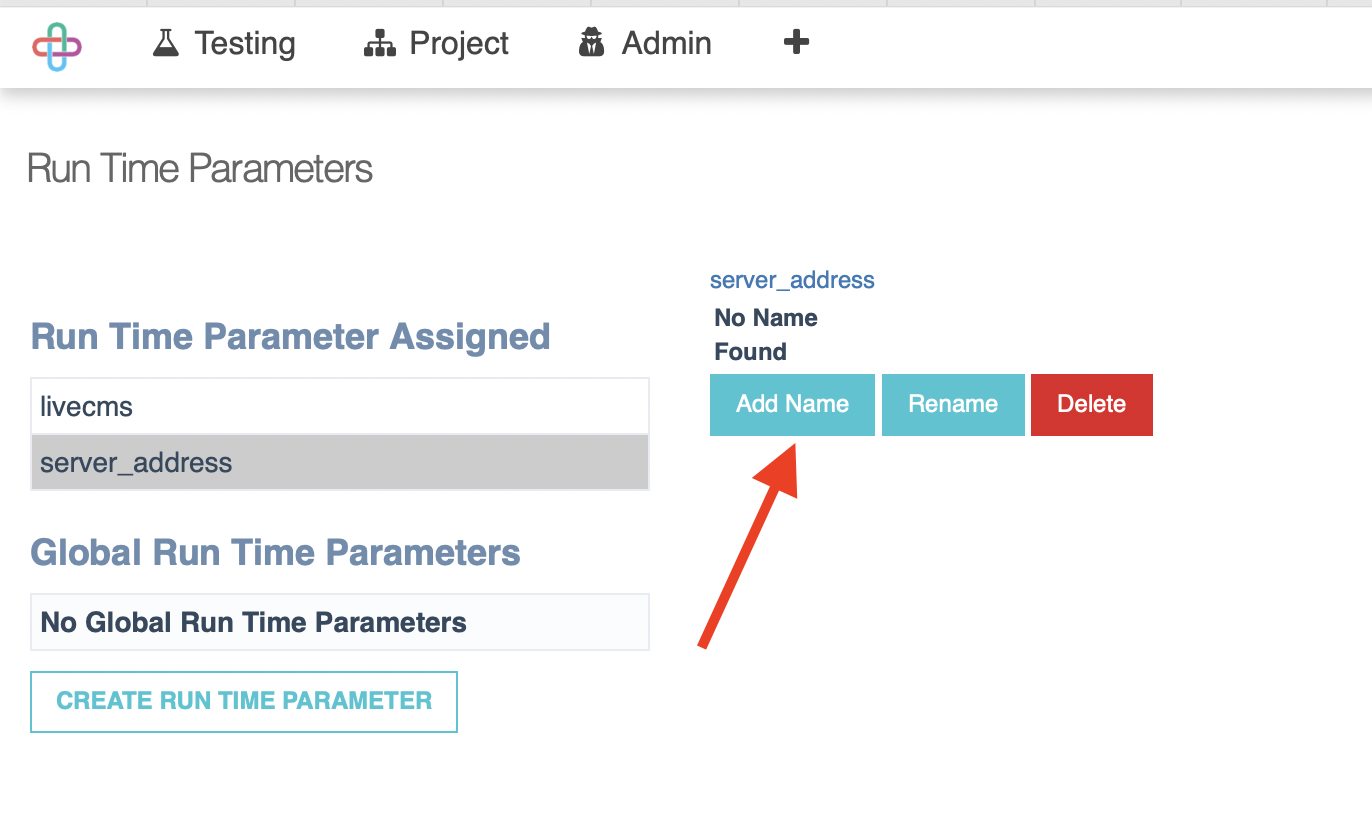 Testing Project Admin
Run Time Parameters
Run Time Parameter Assigned
livecms
server_address
Global Run Time Parameters
No Global Run Time Parameters
CREATE RUN TIME PARAMETER
server_address
No Name
Found
Add Name Rename Delete